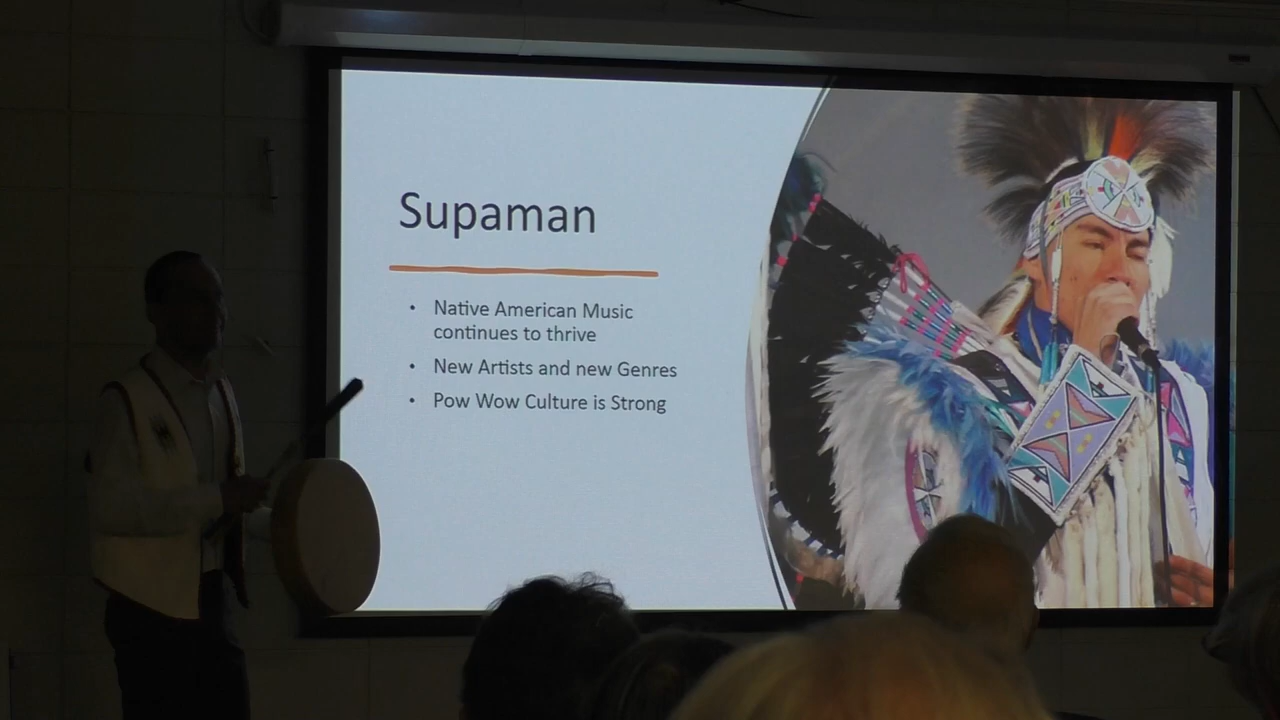 Supaman
• Native American Music
continues to thrive
• New Artists and new Genres
• Pow Wow Culture is Strong